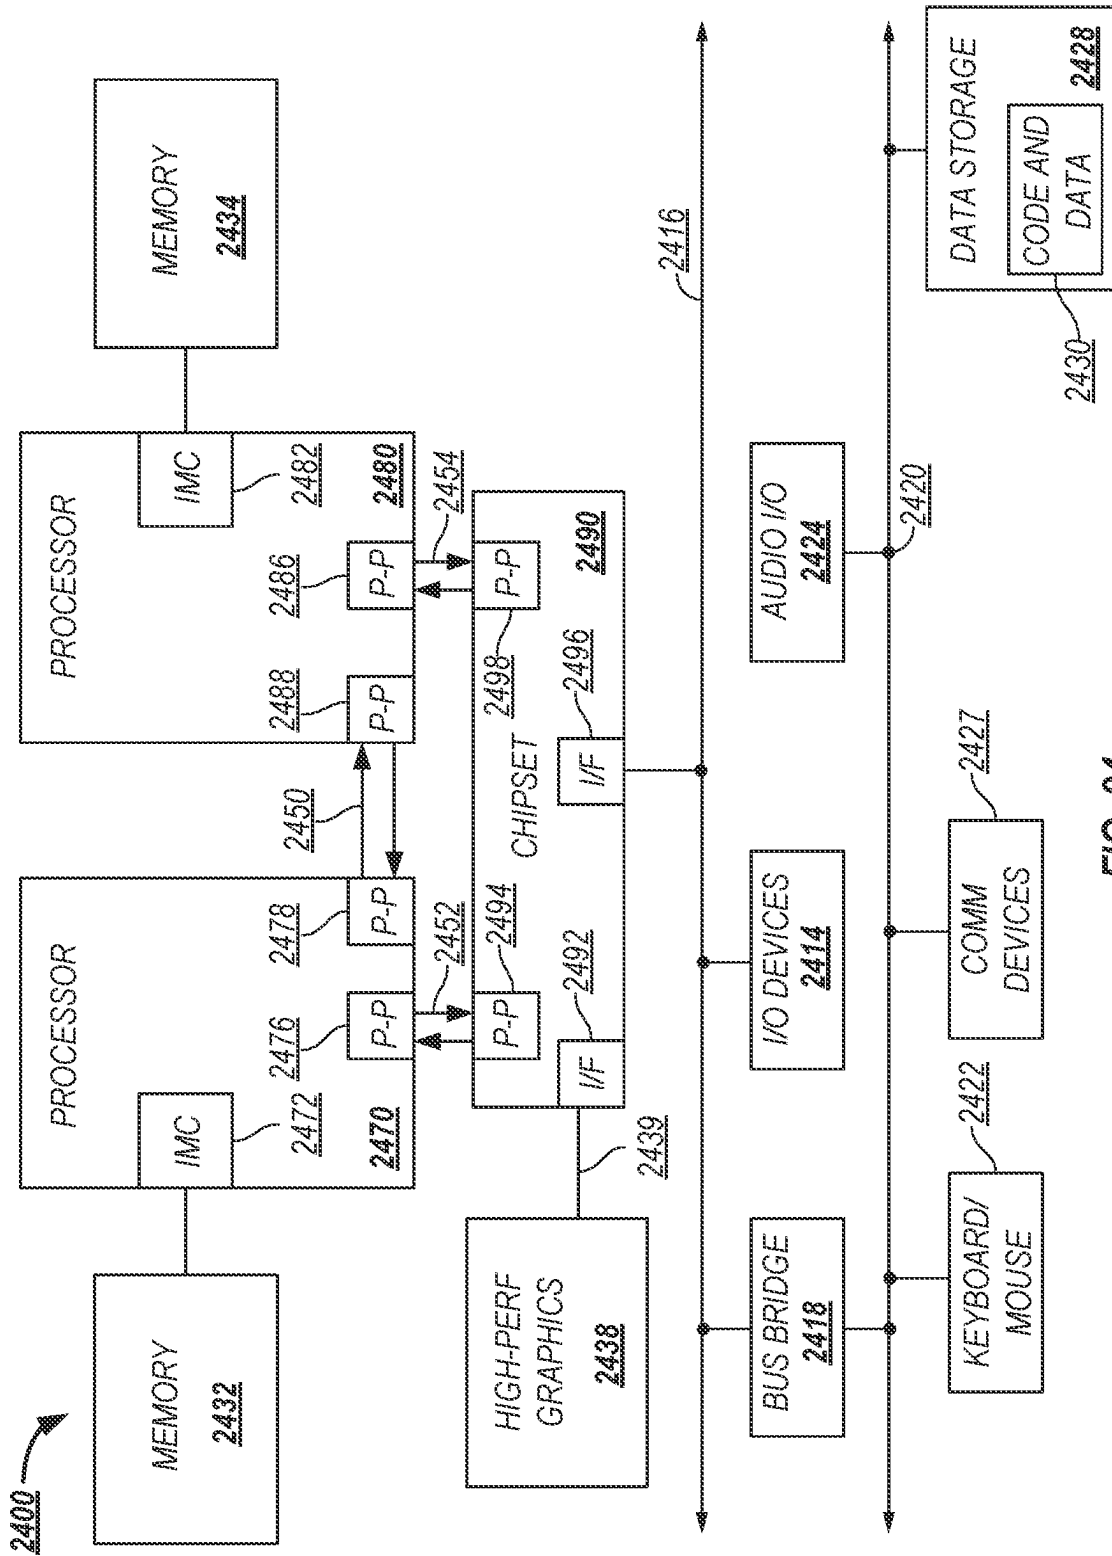 2400
MEMORY
2432
PROCESSOR
IMC
2472
2470
2476
P-P
2478
P-P
2450
PROCESSOR
2488
P-P
2486
P-P
IMC
2482
2480
MEMORY
2434
2452
2454
HIGH-PERF
GRAPHICS
2438
2439
P-P
2494
I/F
2492
CHIPSET
P-P
2498
I/F
2496
2490
2416
BUS BRIDGE
2418
I/O DEVICES
2414
AUDIO I/O
2424
2420
KEYBOARD/
MOUSE
2422
COMM
DEVICES
2427
DATA STORAGE
CODE AND
DATA
2430
2428